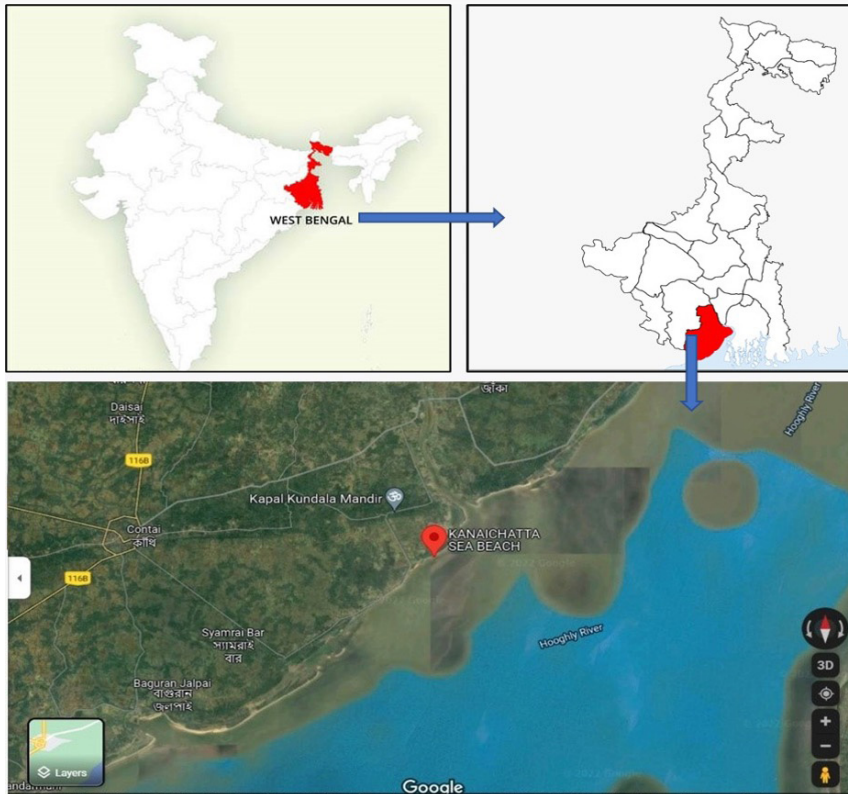 WEST BENGAL
জাঁকা
Hooghly River
Daisai
দাইসাই
116B
Kapal Kundala Mandir
ॐ
Contai
কাঁথি
KANAICHATTA
SEA BEACH
116B
Syamrai Bar
স্যামরাই
বার
Hooghly River
Baguran Jalpai
বাগুরান
জলপাই
3D
+
−
Layers
Google